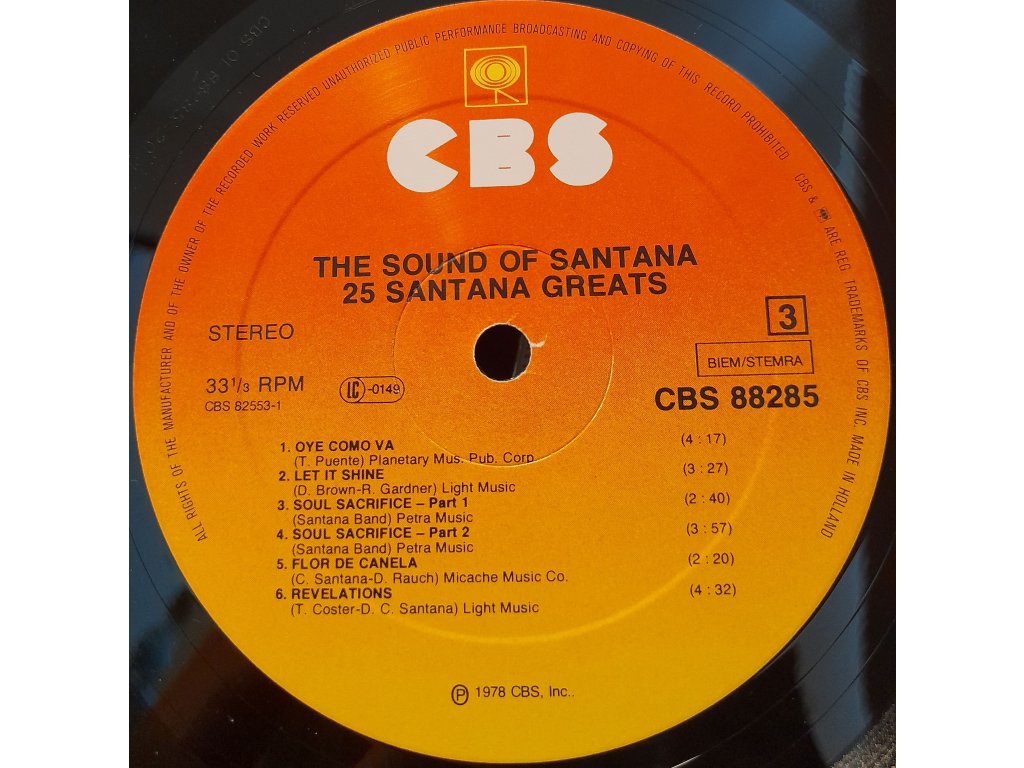 ALL RIGHTS OF THE MANUFACTURER AND OF THE OWNER OF THE RECORDED WORK RESERVED UNAUTHORIZED PUBLIC PERFORMANCE BROADCASTING AND COPYING OF THIS RECORD PROHIBITED
CBS & ARE REG TRADEMARKS OF CBS INC. MADE IN HOLLAND
CBS
THE SOUND OF SANTANA
25 SANTANA GREATS
STEREO
3
BIEM/STEMRA
33 1/3 RPM
LC -0149
CBS 88285
CBS 82553-1
1. OYE COMO VA (4 : 17)
(T. Puente) Planetary Mus. Pub. Corp
2. LET IT SHINE (3 : 27)
(D. Brown-R. Gardner) Light Music
3. SOUL SACRIFICE – Part 1 (2 : 40)
(Santana Band) Petra Music
4. SOUL SACRIFICE – Part 2 (3 : 57)
(Santana Band) Petra Music
5. FLOR DE CANELA (2 : 20)
(C. Santana-D. Rauch) Micache Music Co.
6. REVELATIONS (4 : 32)
(T. Coster-D. C. Santana) Light Music
℗ 1978 CBS, Inc..